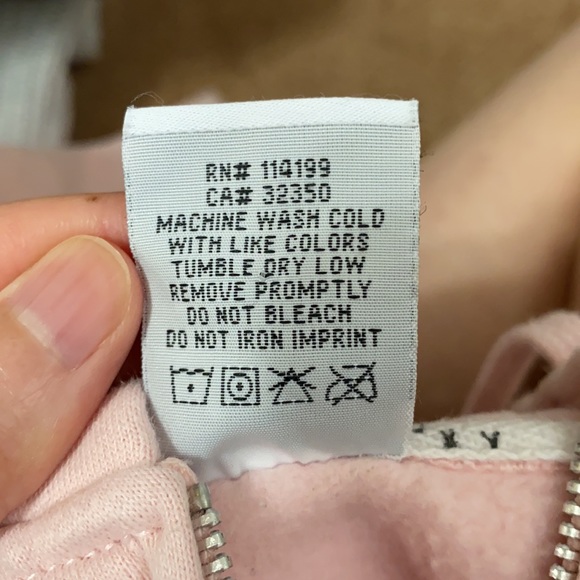 RN# 114199
CA# 32350
MACHINE WASH COLD
WITH LIKE COLORS
TUMBLE DRY LOW
REMOVE PROMPTLY
DO NOT BLEACH
DO NOT IRON IMPRINT